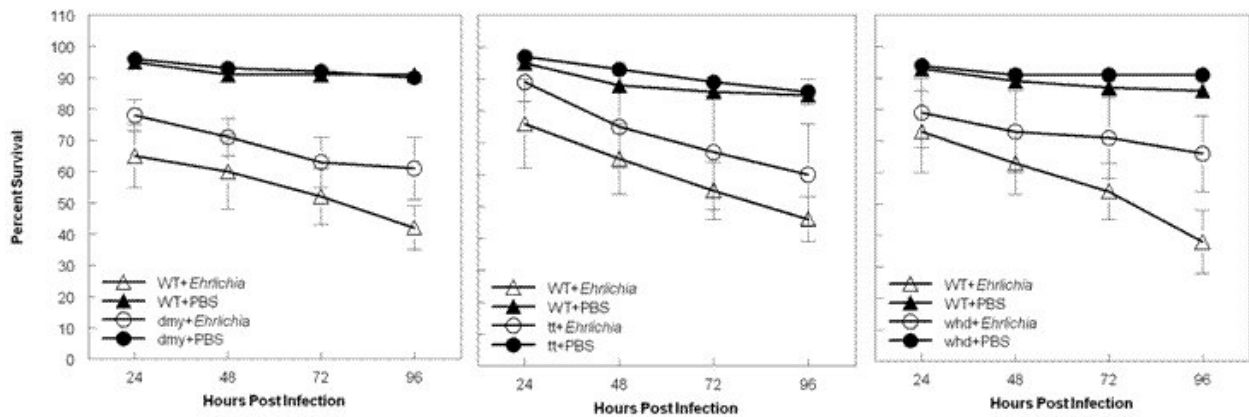 Percent Survival
110
100
90
80
70
60
50
40
30
20
10
0
WT+Ehrlichia
WT+PBS
dmy+Ehrlichia
dmy+PBS
24 48 72 96
Hours Post Infection
WT+Ehrlichia
WT+PBS
tt+Ehrlichia
tt+PBS
24 48 72 96
Hours Post Infection
WT+Ehrlichia
WT+PBS
whd+Ehrlichia
whd+PBS
24 48 72 96
Hours Post Infection